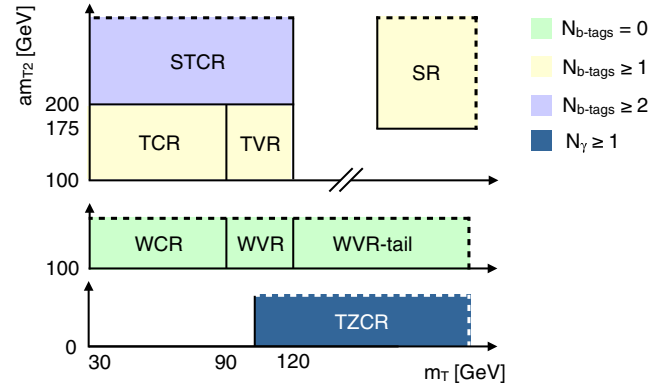 am_T2 [GeV]
STCR
SR
200
175
TCR
TVR
100
WCR
WVR
WVR-tail
100
TZCR
0
30
90
120
m_T [GeV]
N_b-tags = 0
N_b-tags ≥ 1
N_b-tags ≥ 2
N_γ ≥ 1